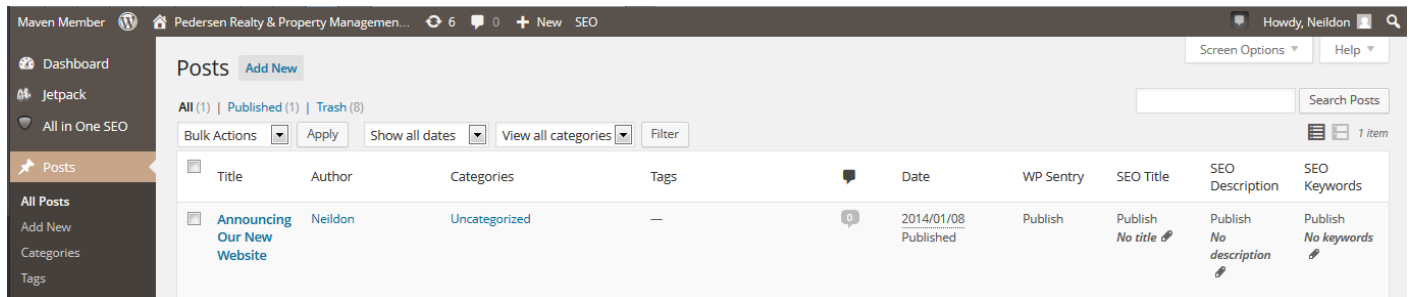 Maven Member Pedersen Realty & Property Managemen... 6 0 New SEO Howdy, Neildon
Screen Options Help
Dashboard
Jetpack
All in One SEO
Posts
All Posts
Add New
Categories
Tags
Posts Add New
All (1) | Published (1) | Trash (8)
Search Posts
Bulk Actions Apply Show all dates View all categories Filter
1 item
Title Author Categories Tags Date WP Sentry SEO Title SEO Description SEO Keywords
Announcing Our New Website
Neildon
Uncategorized
—
0
2014/01/08
Published
Publish
Publish
No title
Publish
No description
Publish
No keywords